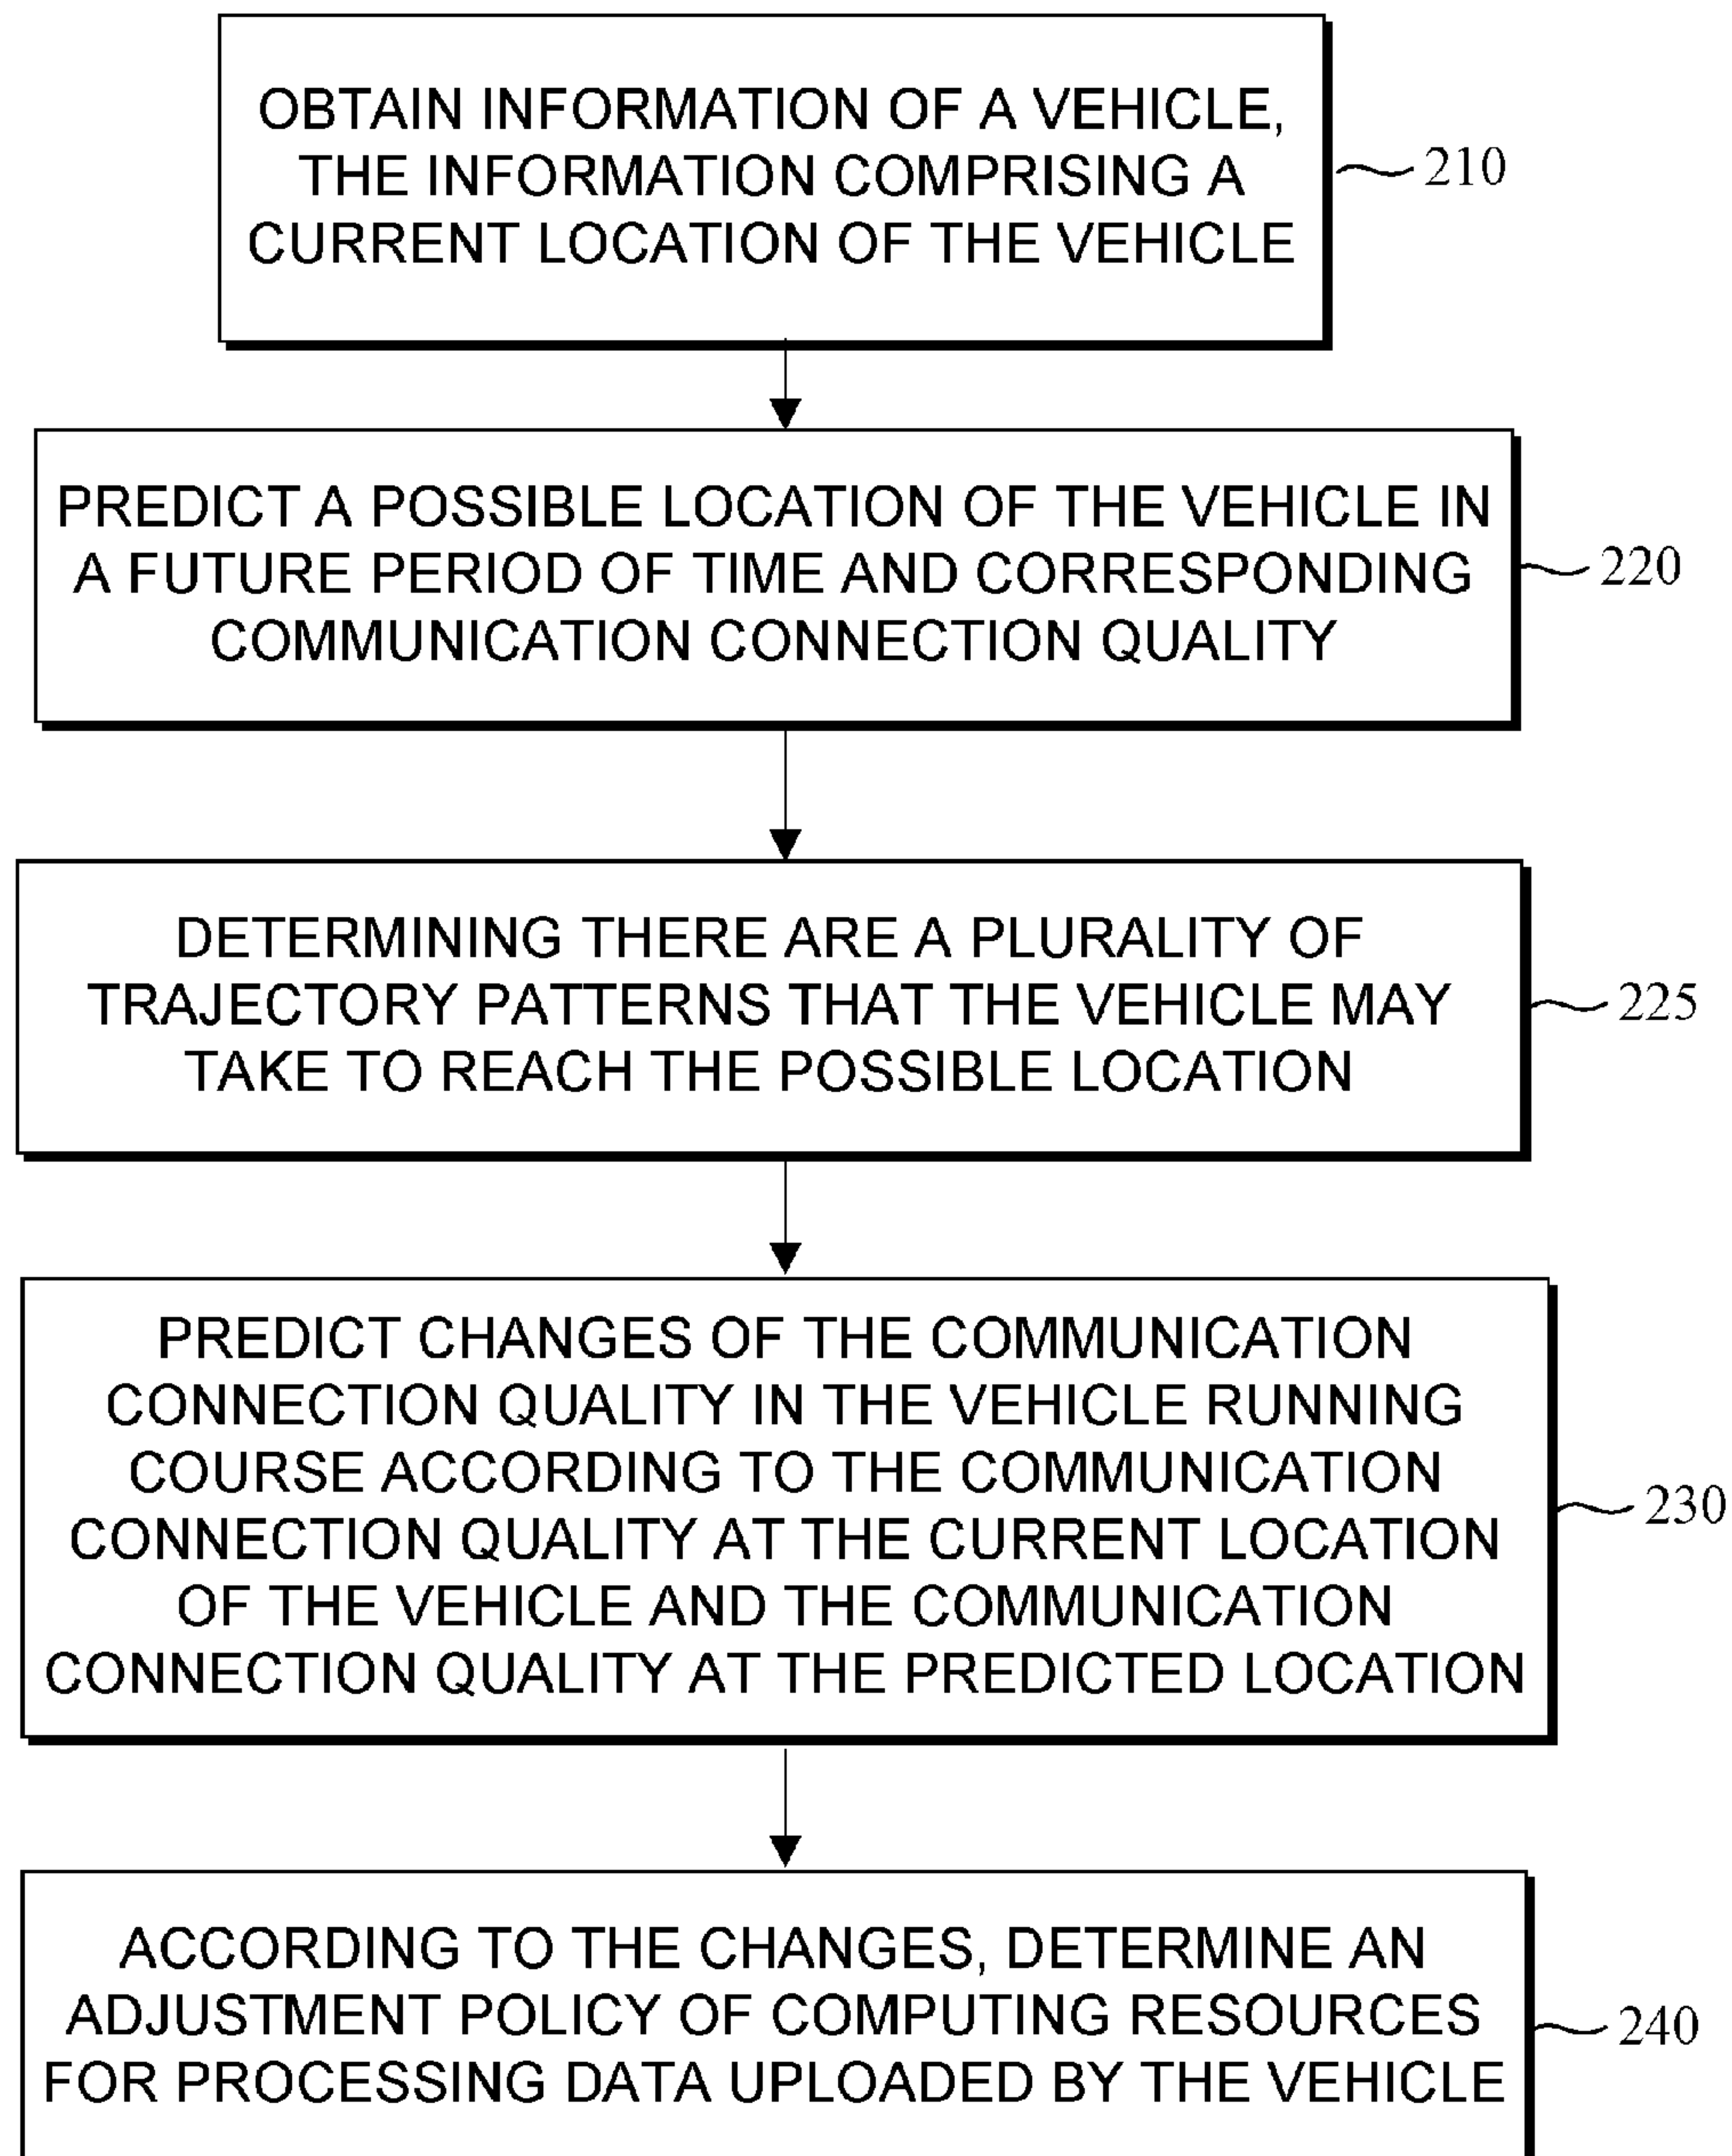 OBTAIN INFORMATION OF A VEHICLE,
THE INFORMATION COMPRISING A
CURRENT LOCATION OF THE VEHICLE
210
PREDICT A POSSIBLE LOCATION OF THE VEHICLE IN
A FUTURE PERIOD OF TIME AND CORRESPONDING
COMMUNICATION CONNECTION QUALITY
220
DETERMINING THERE ARE A PLURALITY OF
TRAJECTORY PATTERNS THAT THE VEHICLE MAY
TAKE TO REACH THE POSSIBLE LOCATION
225
PREDICT CHANGES OF THE COMMUNICATION
CONNECTION QUALITY IN THE VEHICLE RUNNING
COURSE ACCORDING TO THE COMMUNICATION
CONNECTION QUALITY AT THE CURRENT LOCATION
OF THE VEHICLE AND THE COMMUNICATION
CONNECTION QUALITY AT THE PREDICTED LOCATION
230
ACCORDING TO THE CHANGES, DETERMINE AN
ADJUSTMENT POLICY OF COMPUTING RESOURCES
FOR PROCESSING DATA UPLOADED BY THE VEHICLE
240